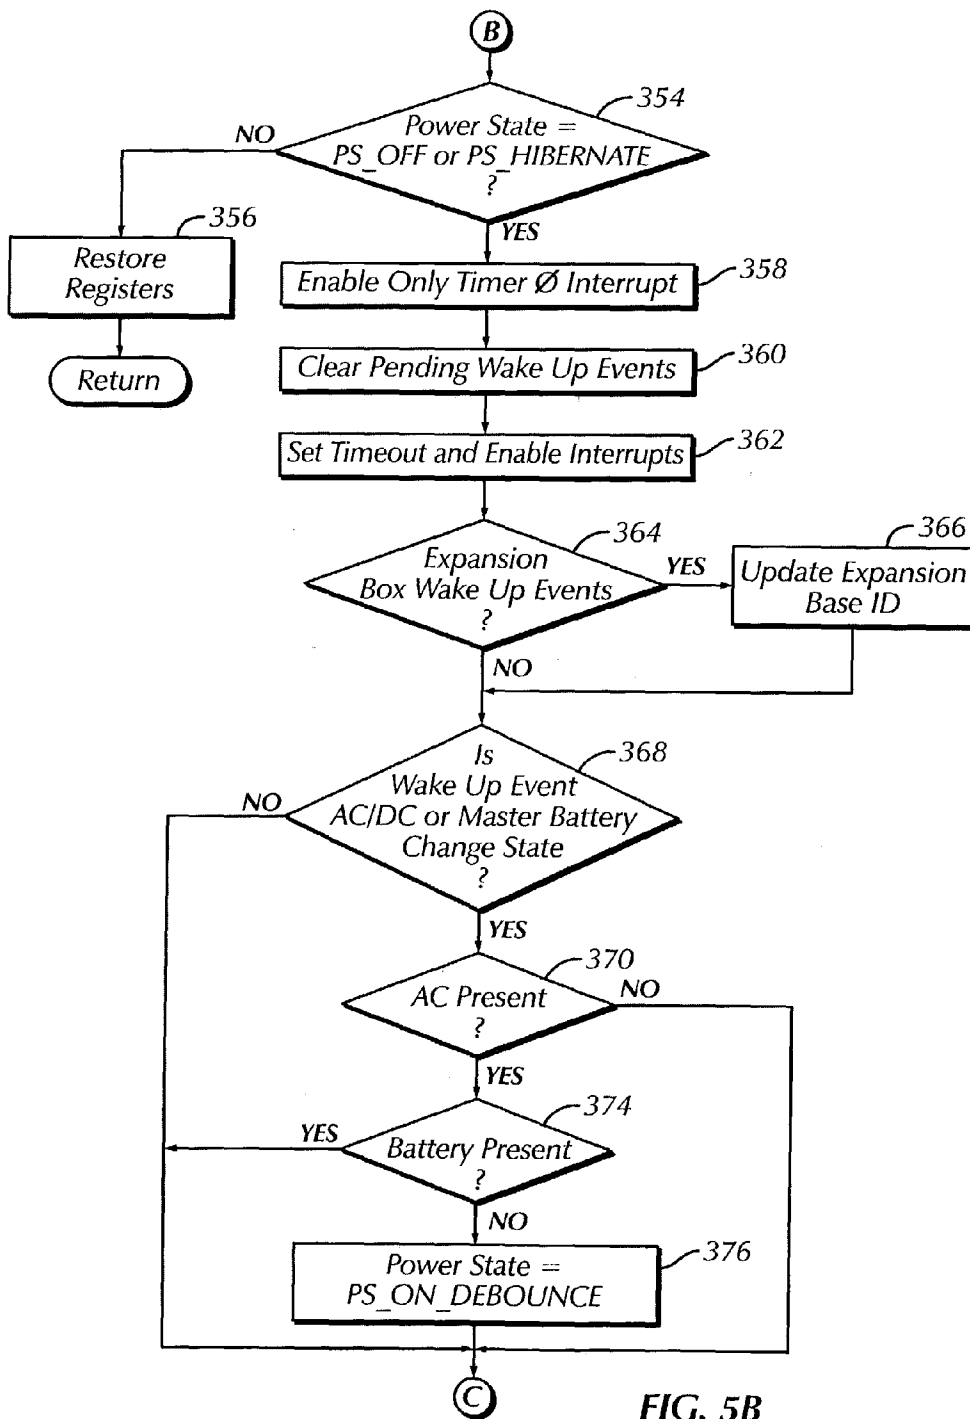 B
354
Power State =
PS_OFF or PS_HIBERNATE
?
NO
YES
356
Restore
Registers
Return
358
Enable Only Timer Ø Interrupt
360
Clear Pending Wake Up Events
362
Set Timeout and Enable Interrupts
364
Expansion
Box Wake Up Events
?
YES
366
Update Expansion
Base ID
NO
368
Is
Wake Up Event
AC/DC or Master Battery
Change State
?
NO
YES
370
AC Present
?
NO
YES
374
Battery Present
?
YES
NO
376
Power State =
PS_ON_DEBOUNCE
C
FIG. 5B